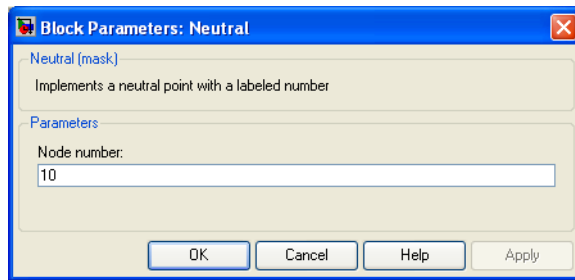 Block Parameters: Neutral
Neutral (mask)
Implements a neutral point with a labeled number
Parameters
Node number:
10
OK Cancel Help Apply